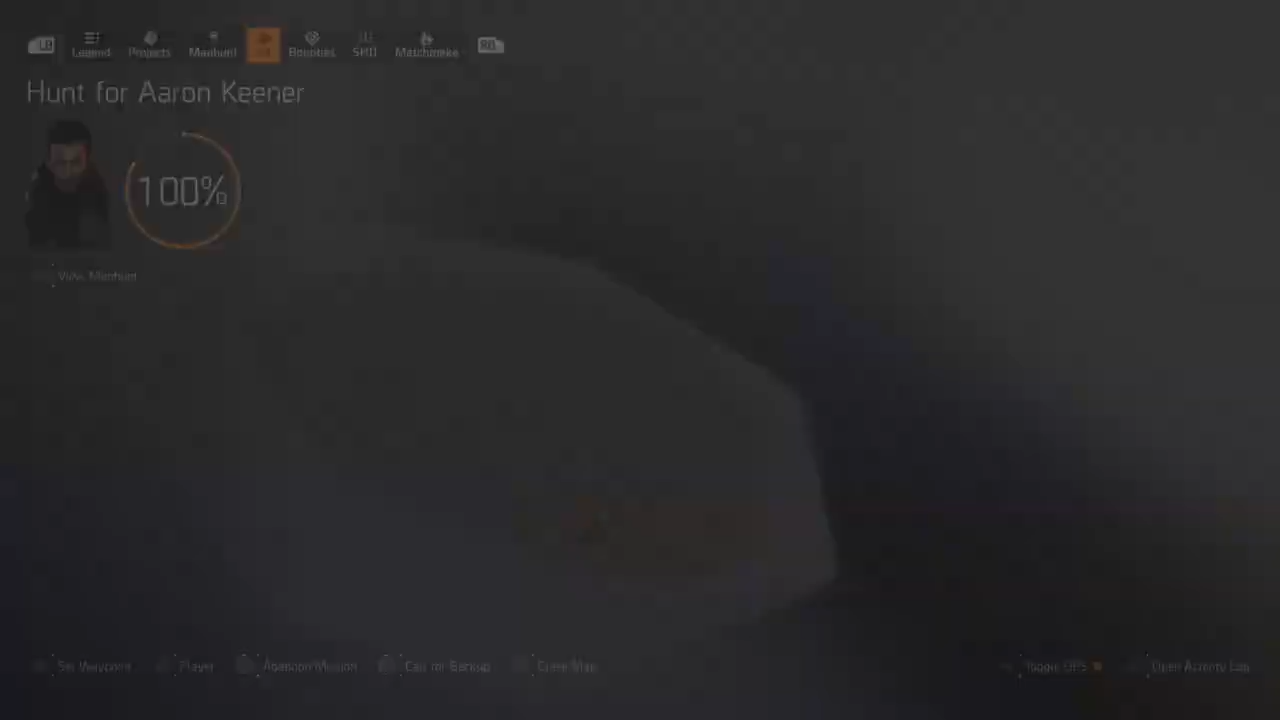 LB Legend Projects Manhunt Bounties SHD Matchmake RB
Hunt for Aaron Keener
100%
View Manhunt
Set Waypoint Player Abandon Mission Call for Backup Close Map Toggle GPS Open Activity Log